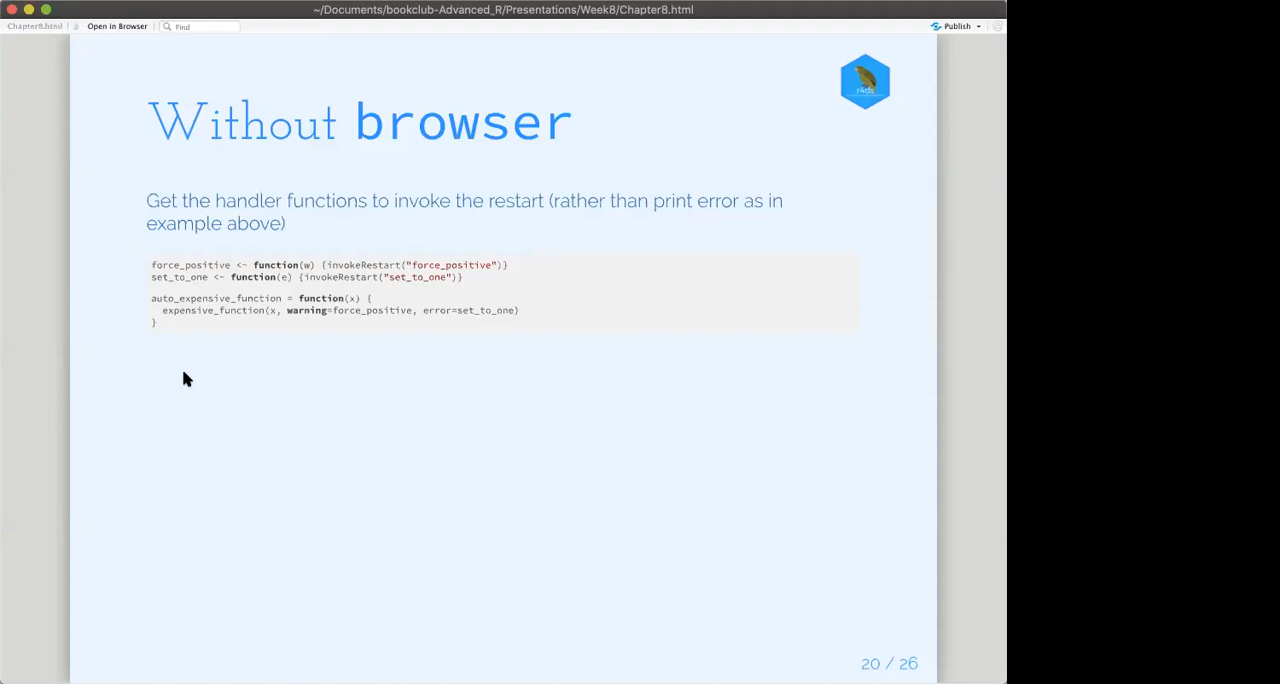 ~/Documents/bookclub-Advanced_R/Presentations/Week8/Chapter8.html
Chapter8.html Open in Browser Find Publish
r4ds
Without browser
Get the handler functions to invoke the restart (rather than print error as in
example above)
force_positive <- function(w) {invokeRestart("force_positive")}
set_to_one <- function(e) {invokeRestart("set_to_one")}
auto_expensive_function = function(x) {
  expensive_function(x, warning=force_positive, error=set_to_one)
}
20 / 26